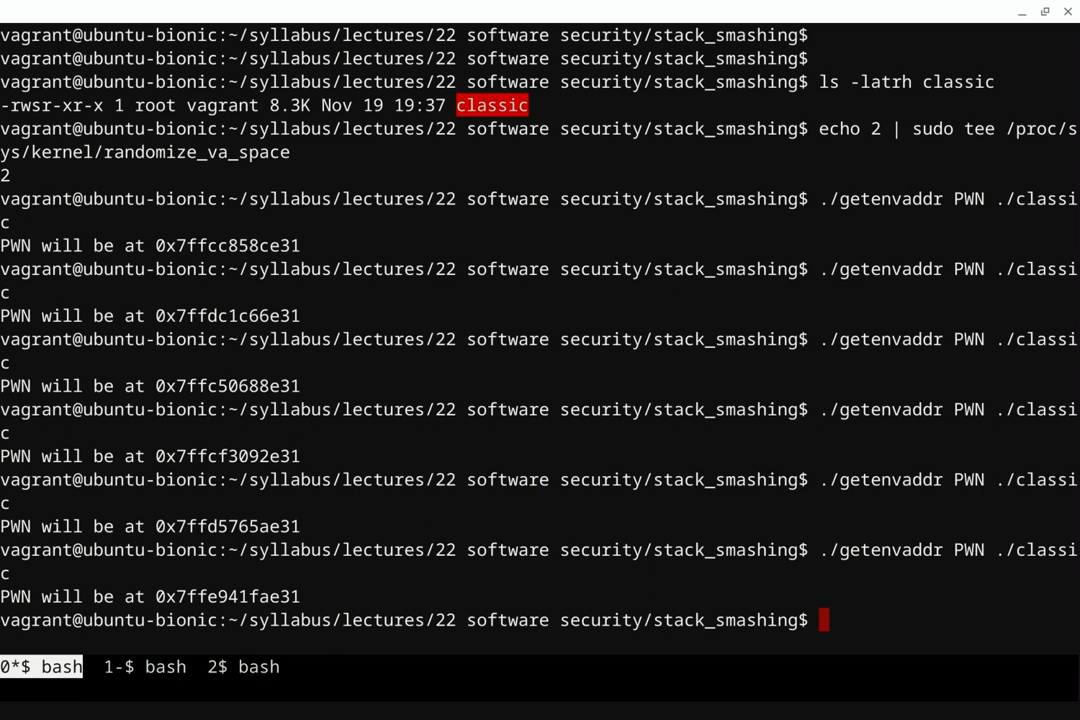 vagrant@ubuntu-bionic:~/syllabus/lectures/22 software security/stack_smashing$
vagrant@ubuntu-bionic:~/syllabus/lectures/22 software security/stack_smashing$
vagrant@ubuntu-bionic:~/syllabus/lectures/22 software security/stack_smashing$ ls -latrh classic
-rwsr-xr-x 1 root vagrant 8.3K Nov 19 19:37 classic
vagrant@ubuntu-bionic:~/syllabus/lectures/22 software security/stack_smashing$ echo 2 | sudo tee /proc/s
ys/kernel/randomize_va_space
2
vagrant@ubuntu-bionic:~/syllabus/lectures/22 software security/stack_smashing$ ./getenvaddr PWN ./classi
c
PWN will be at 0x7ffcc858ce31
vagrant@ubuntu-bionic:~/syllabus/lectures/22 software security/stack_smashing$ ./getenvaddr PWN ./classi
c
PWN will be at 0x7ffdc1c66e31
vagrant@ubuntu-bionic:~/syllabus/lectures/22 software security/stack_smashing$ ./getenvaddr PWN ./classi
c
PWN will be at 0x7ffc50688e31
vagrant@ubuntu-bionic:~/syllabus/lectures/22 software security/stack_smashing$ ./getenvaddr PWN ./classi
c
PWN will be at 0x7ffcf3092e31
vagrant@ubuntu-bionic:~/syllabus/lectures/22 software security/stack_smashing$ ./getenvaddr PWN ./classi
c
PWN will be at 0x7ffd5765ae31
vagrant@ubuntu-bionic:~/syllabus/lectures/22 software security/stack_smashing$ ./getenvaddr PWN ./classi
c
PWN will be at 0x7ffe941fae31
vagrant@ubuntu-bionic:~/syllabus/lectures/22 software security/stack_smashing$
0*$ bash 1-$ bash 2$ bash